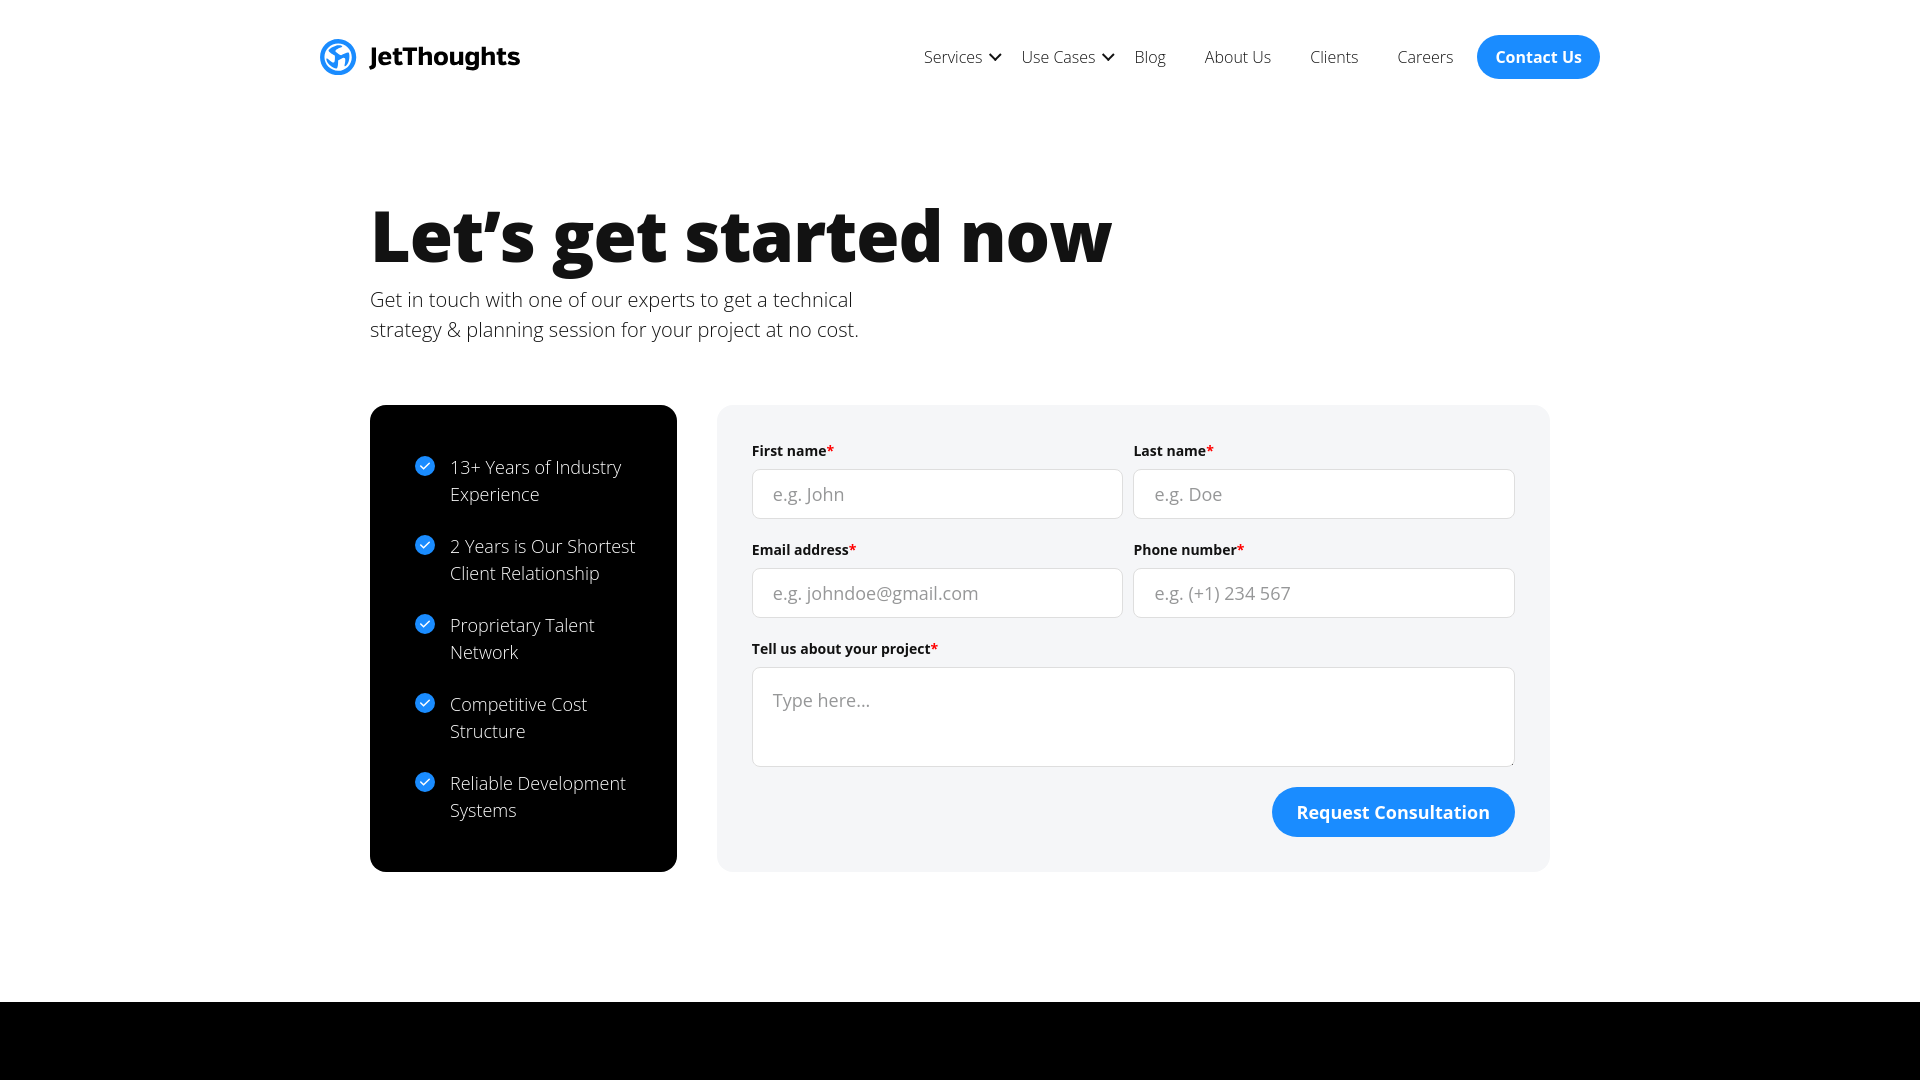 JetThoughts
Services
Use Cases
Blog
About Us
Clients
Careers
Contact Us
Let’s get started now
Get in touch with one of our experts to get a technical
strategy & planning session for your project at no cost.
13+ Years of Industry
Experience
2 Years is Our Shortest
Client Relationship
Proprietary Talent
Network
Competitive Cost
Structure
Reliable Development
Systems
First name*
e.g. John
Last name*
e.g. Doe
Email address*
e.g. johndoe@gmail.com
Phone number*
e.g. (+1) 234 567
Tell us about your project*
Type here...
Request Consultation